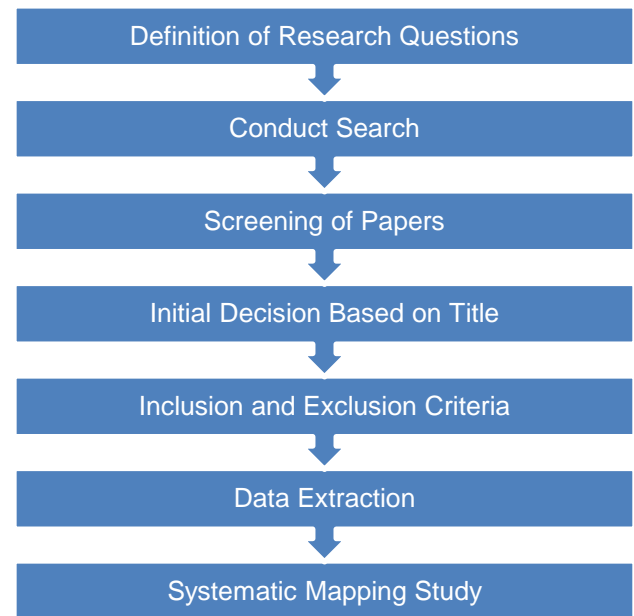 Definition of Research Questions
Conduct Search
Screening of Papers
Initial Decision Based on Title
Inclusion and Exclusion Criteria
Data Extraction
Systematic Mapping Study